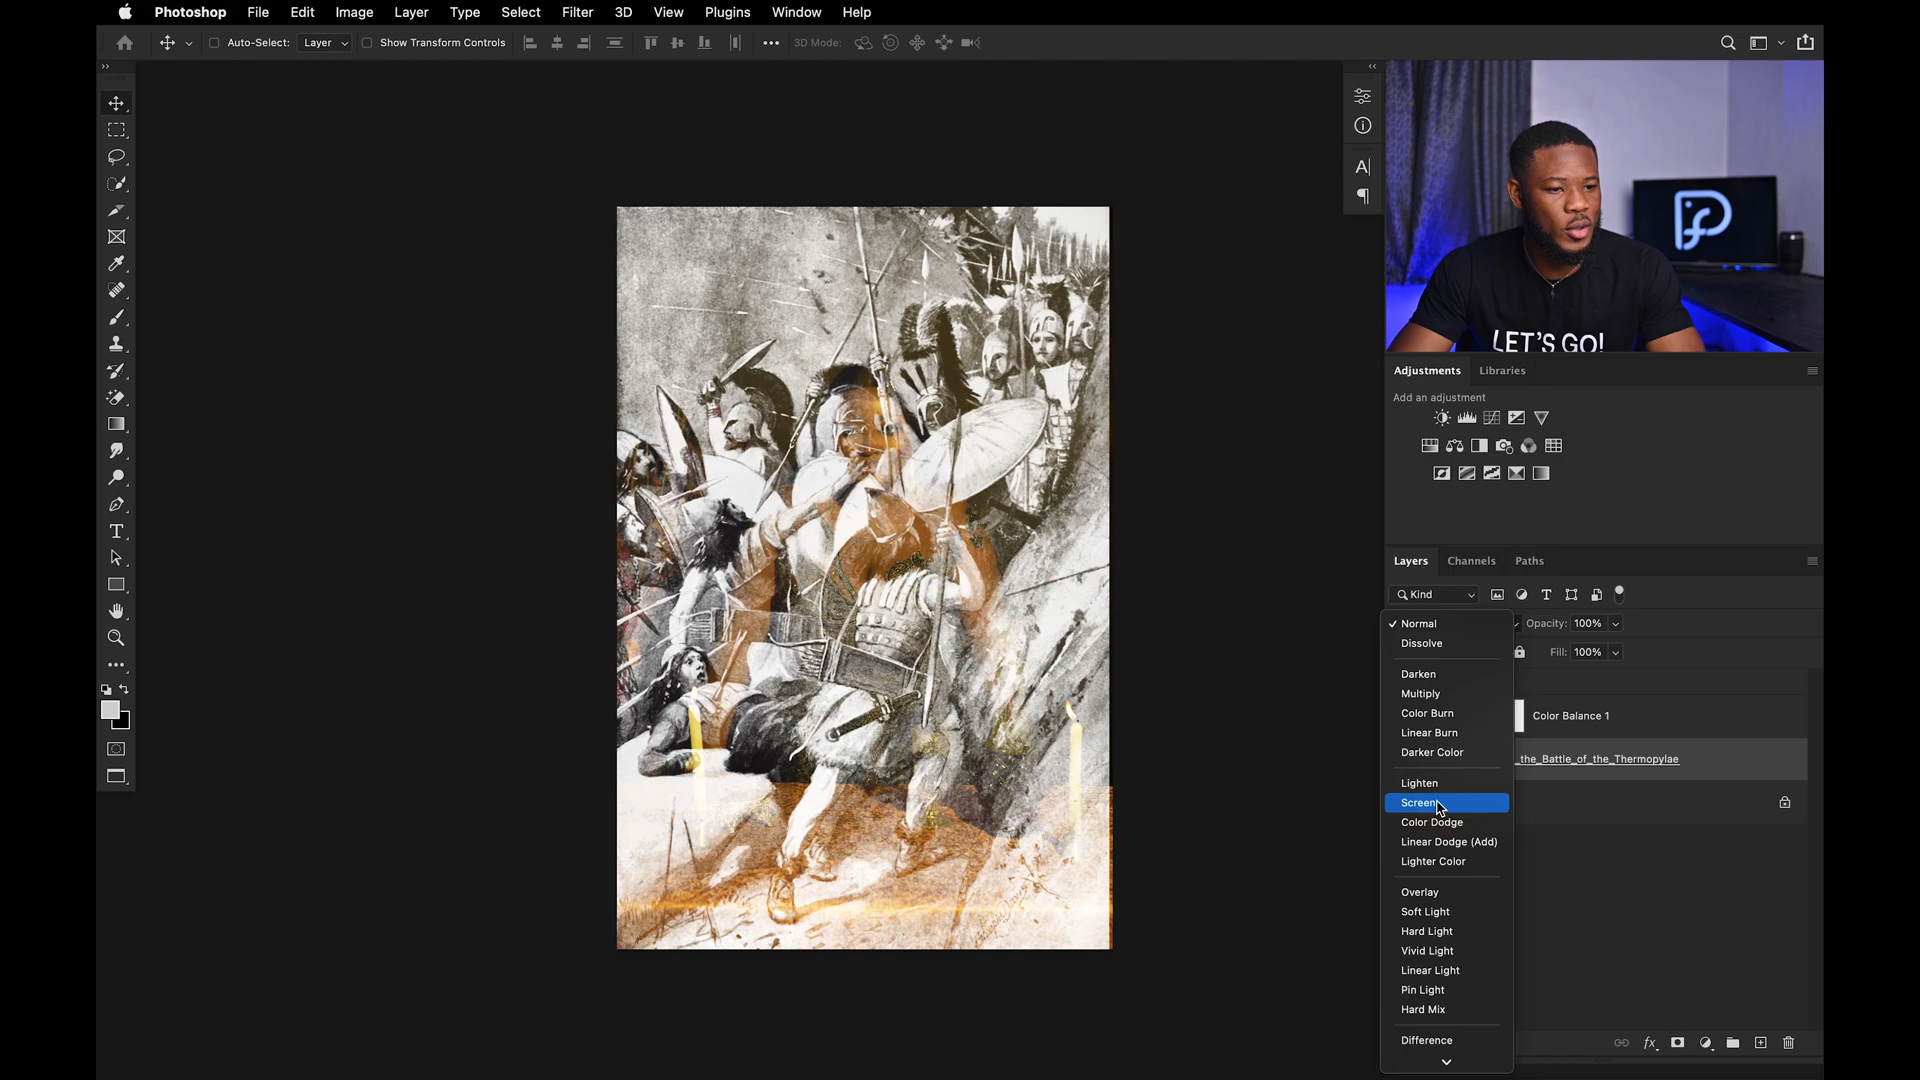 Photoshop File Edit Image Layer Type Select Filter 3D View Plugins Window Help
Auto-Select: Layer Show Transform Controls 3D Mode:
LET'S GO!
Adjustments Libraries
Add an adjustment
Layers Channels Paths
Kind
Normal Opacity: 100%
Dissolve
Fill: 100%
Darken
Multiply
Color Burn
Color Balance 1
Linear Burn
Darker Color
_the_Battle_of_the_Thermopylae
Lighten
Screen
Color Dodge
Linear Dodge (Add)
Lighter Color
Overlay
Soft Light
Hard Light
Vivid Light
Linear Light
Pin Light
Hard Mix
Difference